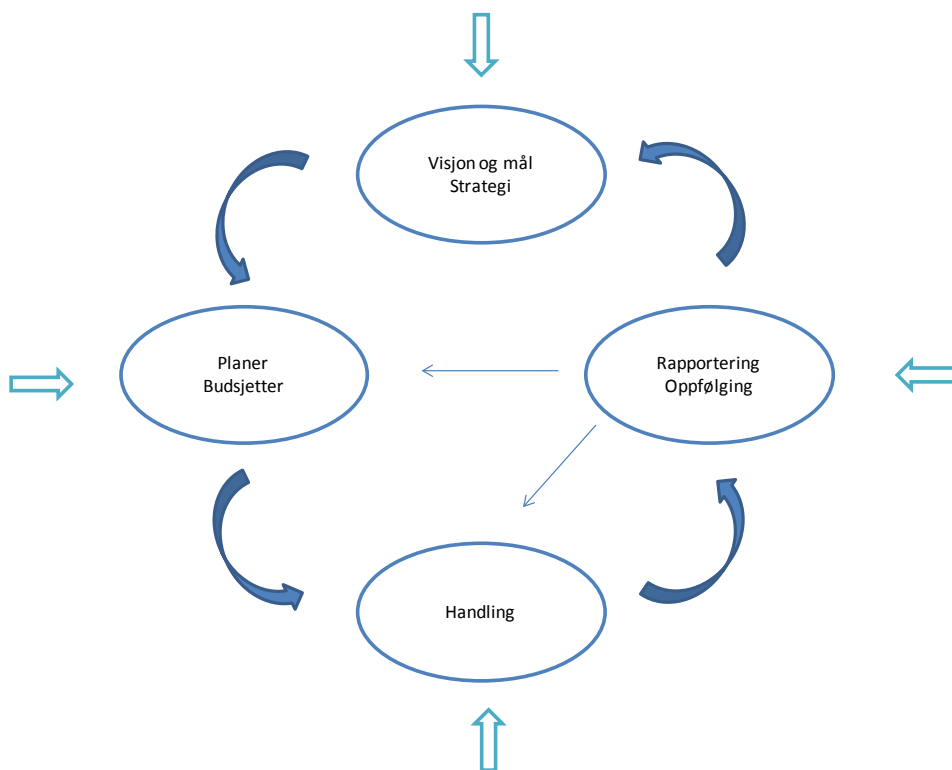 Visjon og mål
Strategi
Planer
Budsjetter
Rapportering
Oppfølging
Handling